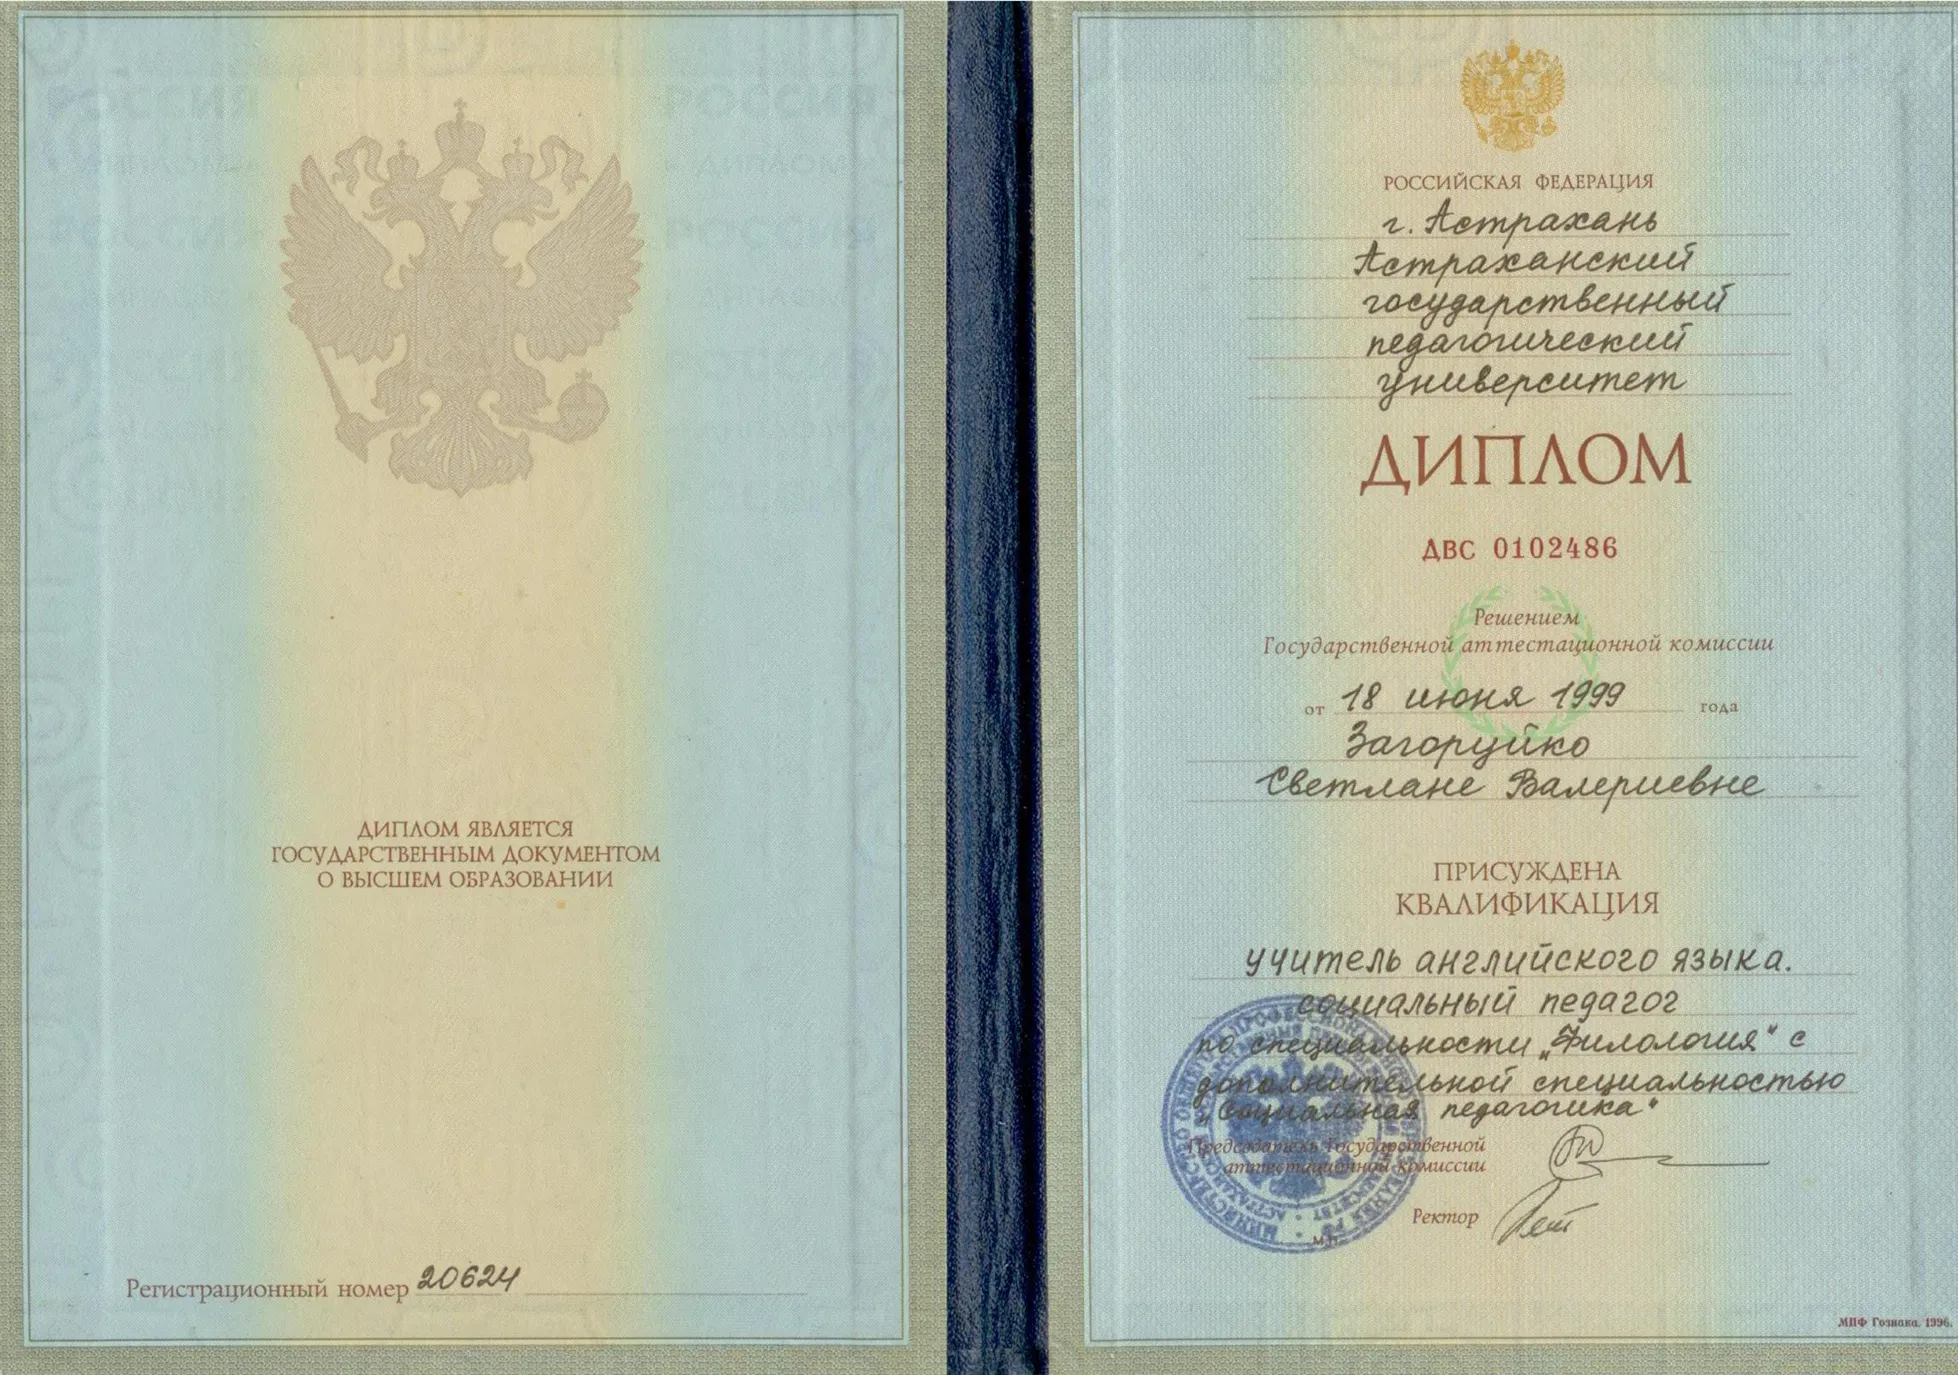 ДИПЛОМ ЯВЛЯЕТСЯ
ГОСУДАРСТВЕННЫМ ДОКУМЕНТОМ
О ВЫСШЕМ ОБРАЗОВАНИИ
Регистрационный номер 20624
РОССИЙСКАЯ ФЕДЕРАЦИЯ
г. Астрахань
Астраханский
государственный
педагогический
университет
ДИПЛОМ
ДВС 0102486
Решением
Государственной аттестационной комиссии
от 18 июня 1999 года
Загоруйко
Светлане Валериевне
ПРИСУЖДЕНА
КВАЛИФИКАЦИЯ
учитель английского языка.
социальный педагог
по специальности „Филология“ с
дополнительной специальностью
„Социальная педагогика“
Председатель Государственной
аттестационной комиссии
Ректор
М.П.
МПФ Гознака. 1996.